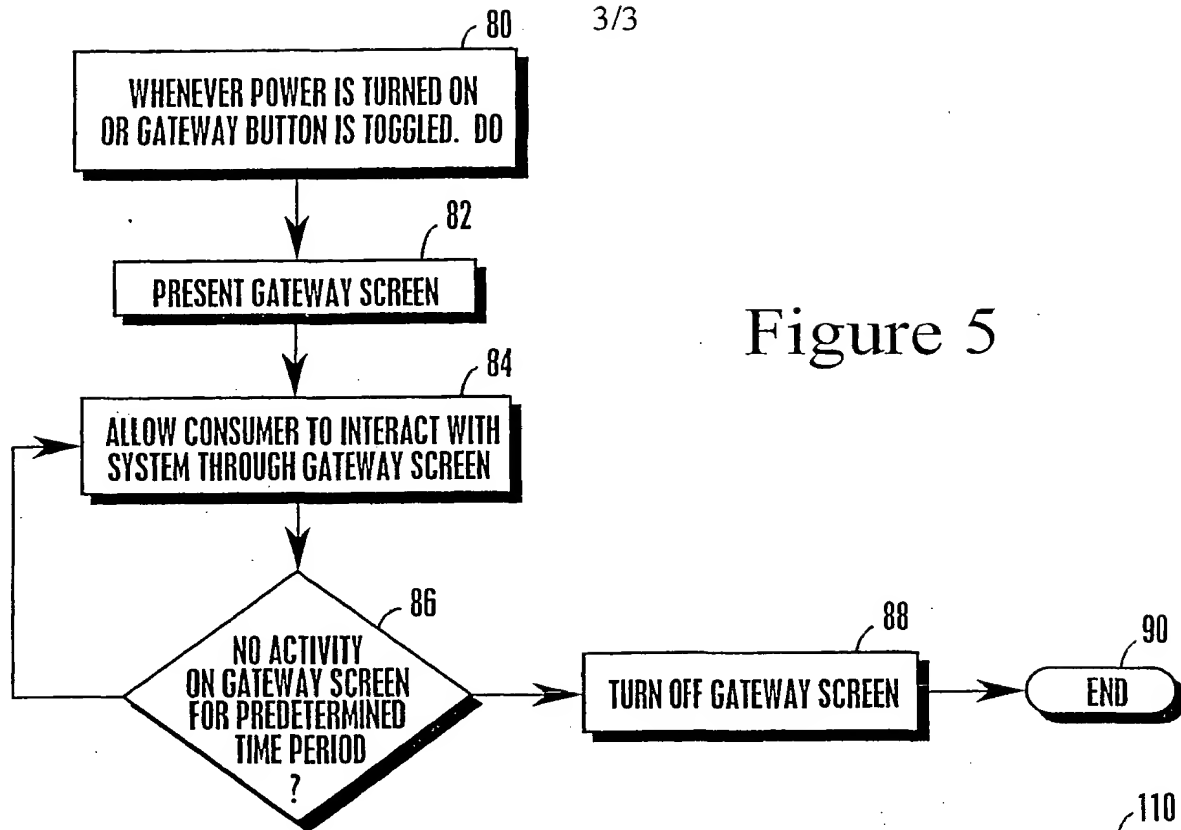 3/3
80
WHENEVER POWER IS TURNED ON
OR GATEWAY BUTTON IS TOGGLED. DO
82
PRESENT GATEWAY SCREEN
Figure 5
84
ALLOW CONSUMER TO INTERACT WITH
SYSTEM THROUGH GATEWAY SCREEN
86
NO ACTIVITY
ON GATEWAY SCREEN
FOR PREDETERMINED
TIME PERIOD
?
88
TURN OFF GATEWAY SCREEN
90
END
110